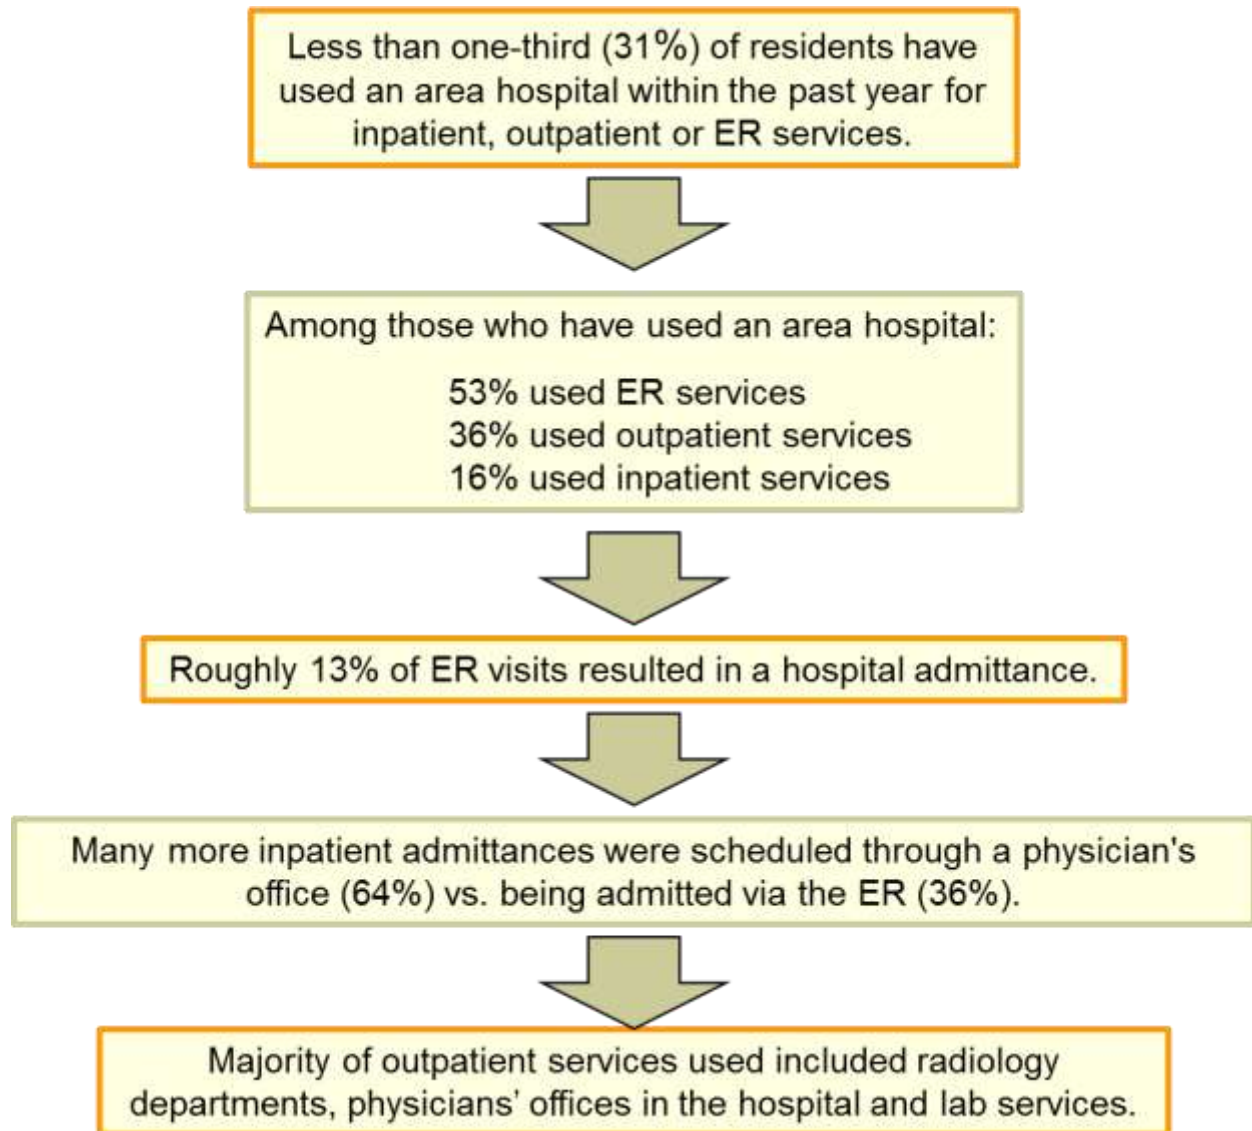 Less than one-third (31%) of residents have
used an area hospital within the past year for
inpatient, outpatient or ER services.
Among those who have used an area hospital:
53% used ER services
36% used outpatient services
16% used inpatient services
Roughly 13% of ER visits resulted in a hospital admittance.
Many more inpatient admittances were scheduled through a physician's
office (64%) vs. being admitted via the ER (36%).
Majority of outpatient services used included radiology
departments, physicians’ offices in the hospital and lab services.